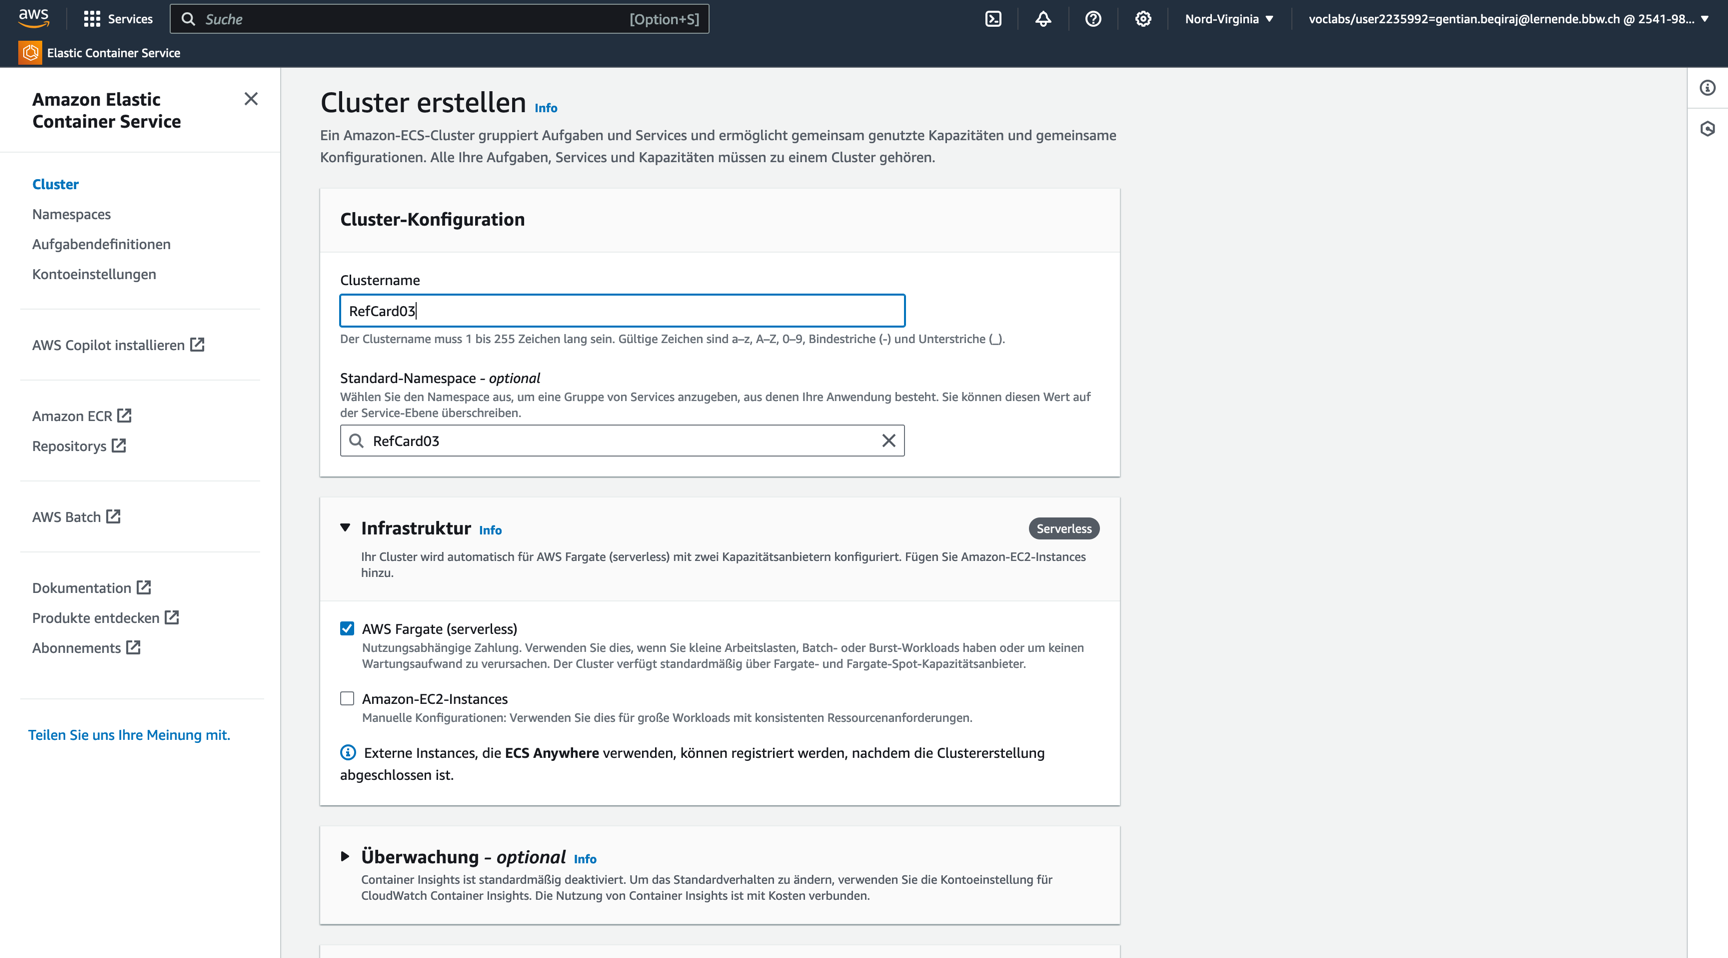 aws
Services
Suche
[Option+S]
Nord-Virginia
voclabs/user2235992=gentian.beqiraj@lernende.bbw.ch @ 2541-98...
Elastic Container Service
Amazon Elastic
Container Service
Cluster
Namespaces
Aufgabendefinitionen
Kontoeinstellungen
AWS Copilot installieren
Amazon ECR
Repositorys
AWS Batch
Dokumentation
Produkte entdecken
Abonnements
Teilen Sie uns Ihre Meinung mit.
Cluster erstellen Info
Ein Amazon-ECS-Cluster gruppiert Aufgaben und Services und ermöglicht gemeinsam genutzte Kapazitäten und gemeinsame
Konfigurationen. Alle Ihre Aufgaben, Services und Kapazitäten müssen zu einem Cluster gehören.
Cluster-Konfiguration
Clustername
RefCard03
Der Clustername muss 1 bis 255 Zeichen lang sein. Gültige Zeichen sind a–z, A–Z, 0–9, Bindestriche (-) und Unterstriche (_).
Standard-Namespace - optional
Wählen Sie den Namespace aus, um eine Gruppe von Services anzugeben, aus denen Ihre Anwendung besteht. Sie können diesen Wert auf
der Service-Ebene überschreiben.
RefCard03
Infrastruktur Info
Serverless
Ihr Cluster wird automatisch für AWS Fargate (serverless) mit zwei Kapazitätsanbietern konfiguriert. Fügen Sie Amazon-EC2-Instances
hinzu.
AWS Fargate (serverless)
Nutzungsabhängige Zahlung. Verwenden Sie dies, wenn Sie kleine Arbeitslasten, Batch- oder Burst-Workloads haben oder um keinen
Wartungsaufwand zu verursachen. Der Cluster verfügt standardmäßig über Fargate- und Fargate-Spot-Kapazitätsanbieter.
Amazon-EC2-Instances
Manuelle Konfigurationen: Verwenden Sie dies für große Workloads mit konsistenten Ressourcenanforderungen.
Externe Instances, die ECS Anywhere verwenden, können registriert werden, nachdem die Clustererstellung
abgeschlossen ist.
Überwachung - optional Info
Container Insights ist standardmäßig deaktiviert. Um das Standardverhalten zu ändern, verwenden Sie die Kontoeinstellung für
CloudWatch Container Insights. Die Nutzung von Container Insights ist mit Kosten verbunden.